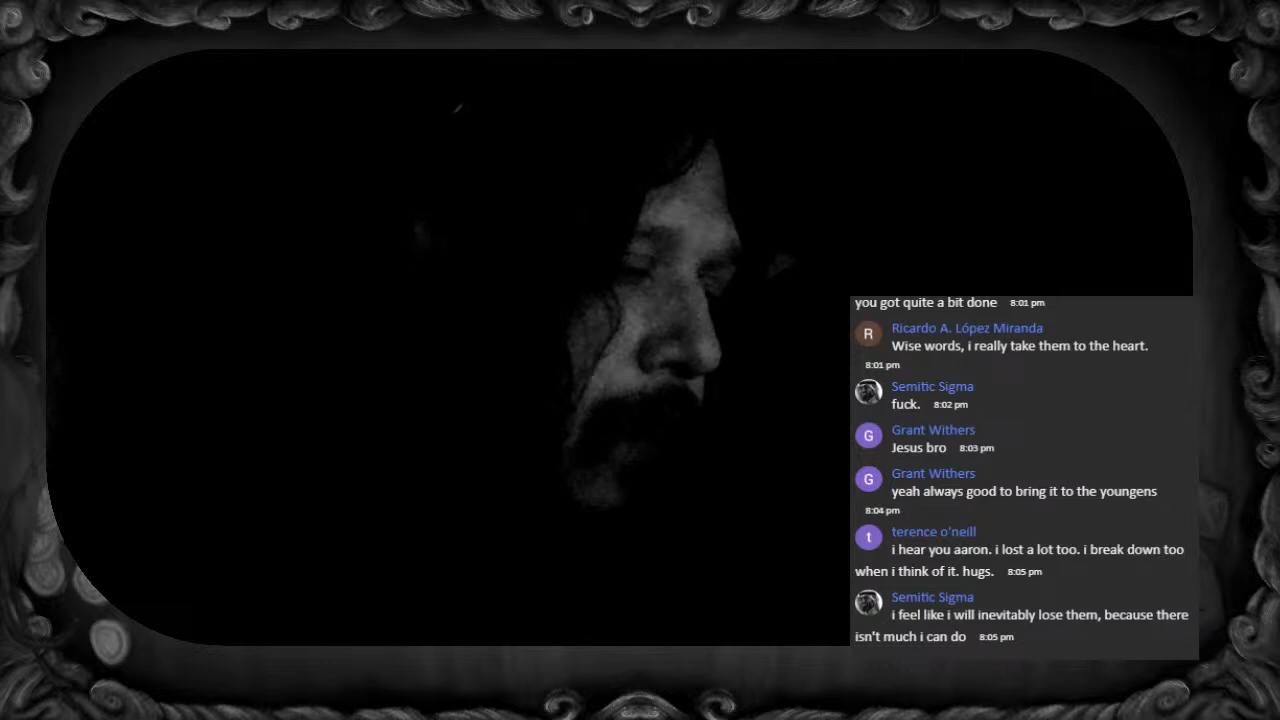 you got quite a bit done 8:01 pm
R
Ricardo A. López Miranda
Wise words, i really take them to the heart.
8:01 pm
Semitic Sigma
fuck. 8:02 pm
G
Grant Withers
Jesus bro 8:03 pm
G
Grant Withers
yeah always good to bring it to the youngens
8:04 pm
t
terence o'neill
i hear you aaron. i lost a lot too. i break down too
when i think of it. hugs. 8:05 pm
Semitic Sigma
i feel like i will inevitably lose them, because there
isn't much i can do 8:05 pm